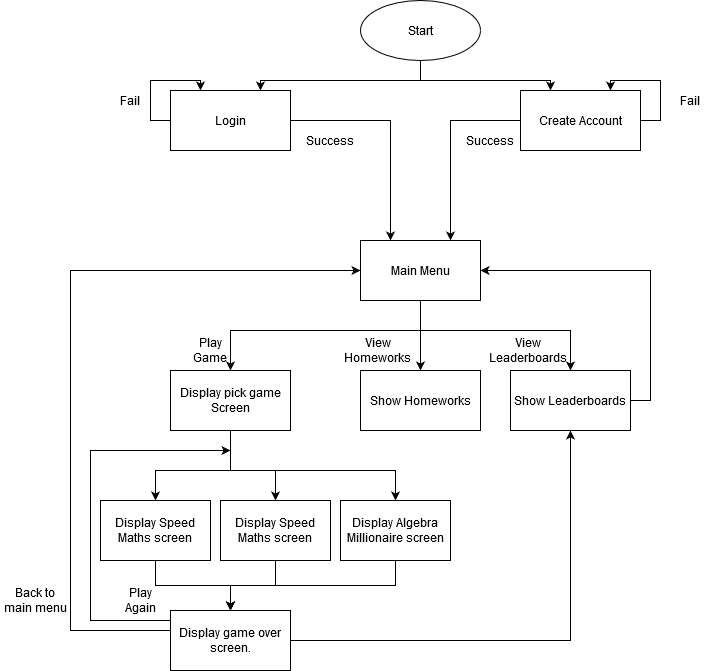 Start
Fail
Login
Create Account
Fail
Success
Success
Main Menu
Play
Game
View
Homeworks
View
Leaderboards
Display pick game
Screen
Show Homeworks
Show Leaderboards
Display Speed
Maths screen
Display Speed
Maths screen
Display Algebra
Millionaire screen
Back to
main menu
Play
Again
Display game over
screen.